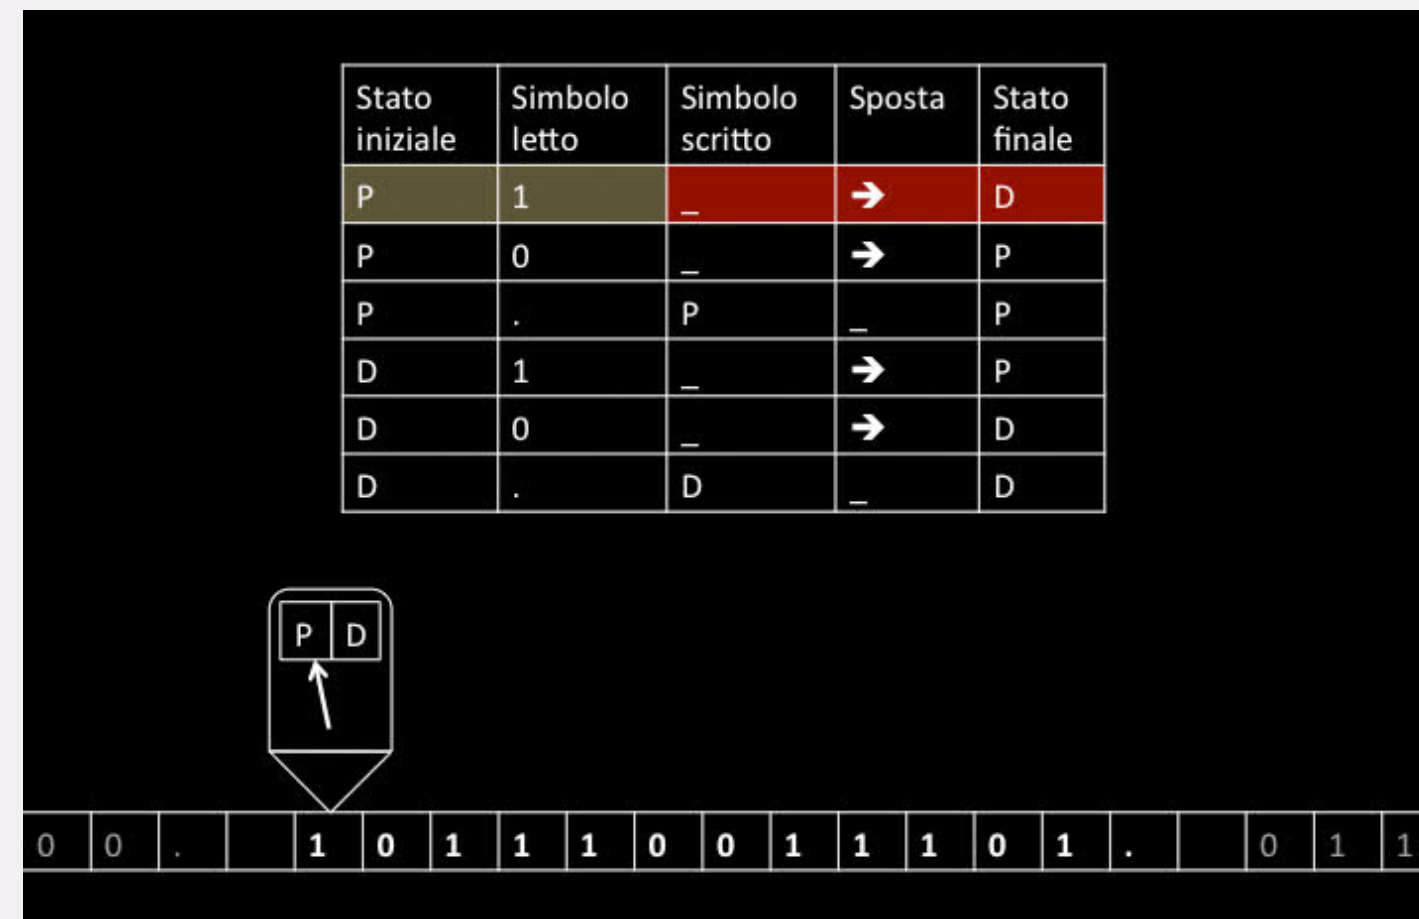 Stato iniziale Simbolo letto Simbolo scritto Sposta Stato finale
P 1 _ ➔ D
P 0 _ ➔ P
P . P _ P
D 1 _ ➔ P
D 0 _ ➔ D
D . D _ D
P D
0 0 . 1 0 1 1 1 0 0 1 1 1 0 1 . 0 1 1